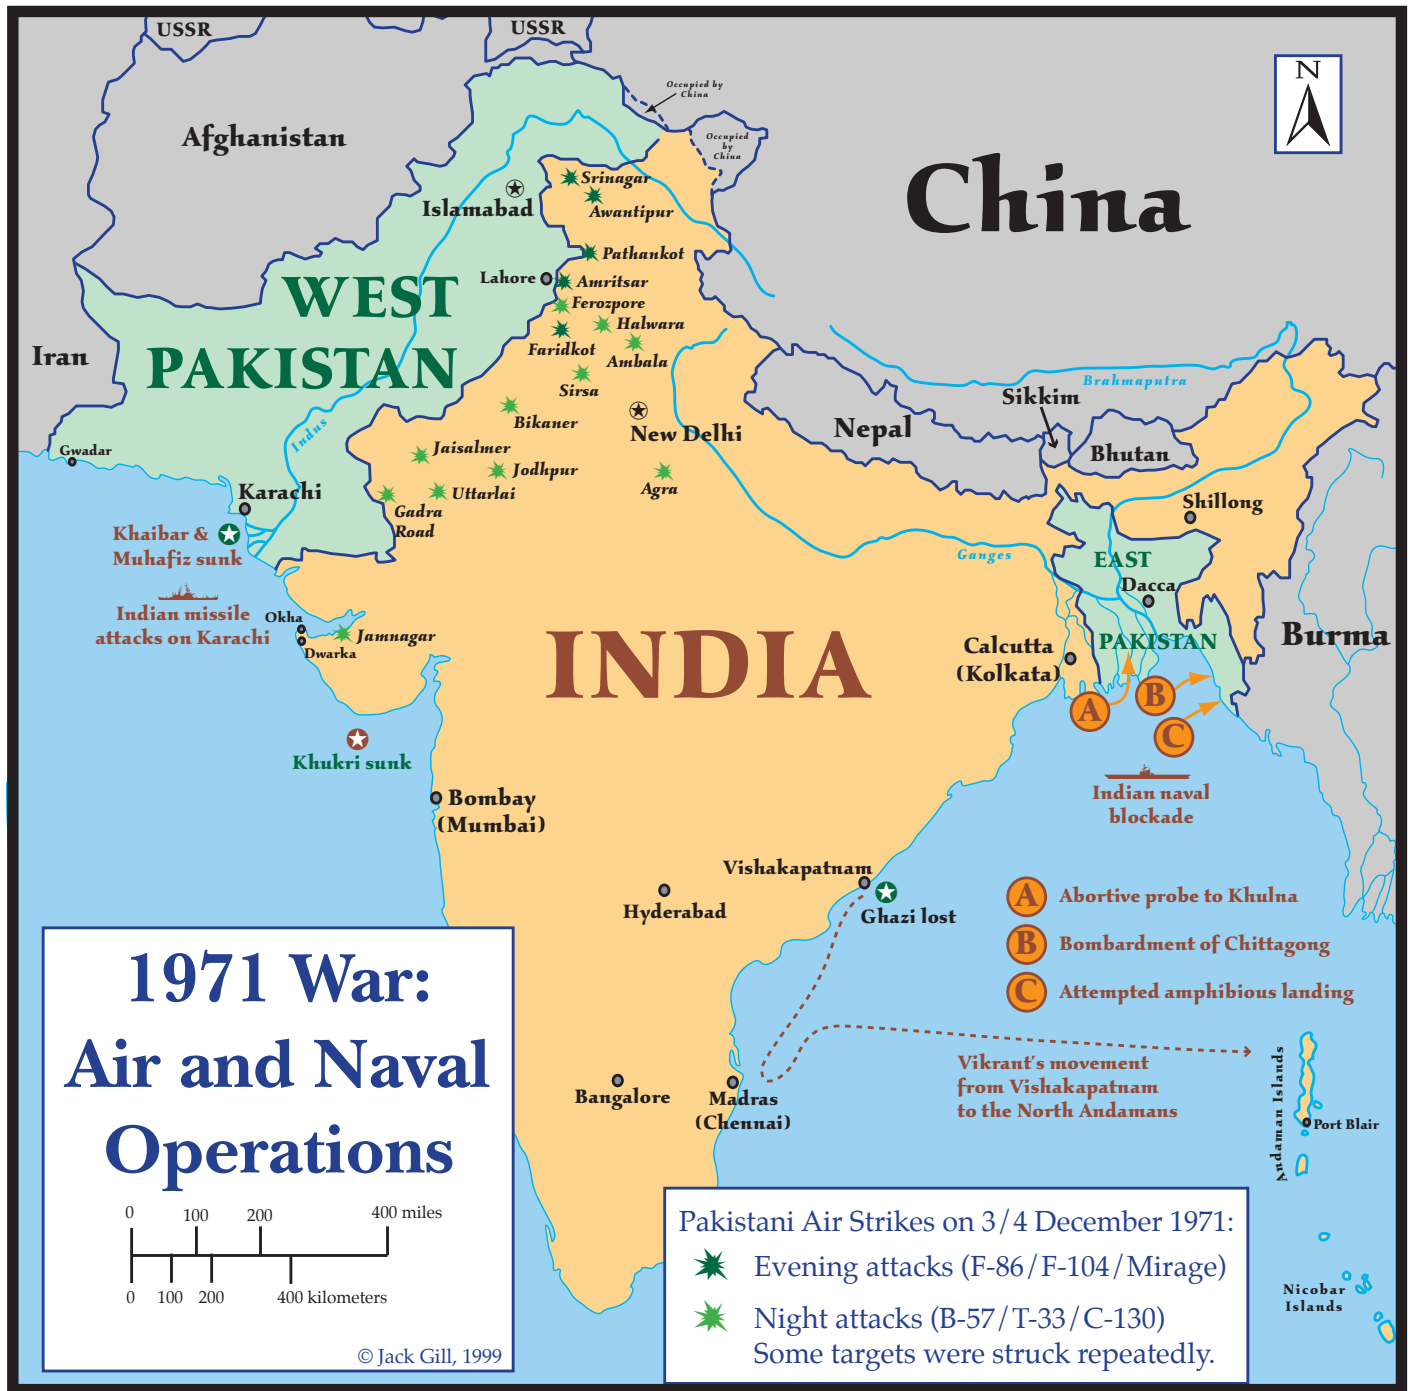 USSR
USSR
Occupied by
China
Occupied
by
China
N
Afghanistan
China
Srinagar
Islamabad
Awantipur
Pathankot
Lahore
Amritsar
WEST
PAKISTAN
Ferozpore
Halwara
Faridkot
Ambala
Iran
Sirsa
Brahmaputra
Sikkim
Bikaner
New Delhi
Nepal
Indus
Jaisalmer
Bhutan
Gwadar
Jodhpur
Karachi
Uttarlai
Agra
Shillong
Gadra
Road
Khaibar &
Muhafiz sunk
Ganges
EAST
Dacca
Indian missile
attacks on Karachi
Okha
Jamnagar
Dwarka
INDIA
PAKISTAN
Burma
Calcutta
(Kolkata)
A
B
C
Khukri sunk
Indian naval
blockade
Bombay
(Mumbai)
Vishakapatnam
Ghazi lost
Hyderabad
A Abortive probe to Khulna
B Bombardment of Chittagong
C Attempted amphibious landing
Vikrant's movement
from Vishakapatnam
to the North Andamans
Andaman Islands
Port Blair
Bangalore
Madras
(Chennai)
Nicobar
Islands
1971 War:
Air and Naval
Operations
0 100 200 400 miles
0 100 200 400 kilometers
© Jack Gill, 1999
Pakistani Air Strikes on 3/4 December 1971:
Evening attacks (F-86/F-104/Mirage)
Night attacks (B-57/T-33/C-130)
Some targets were struck repeatedly.